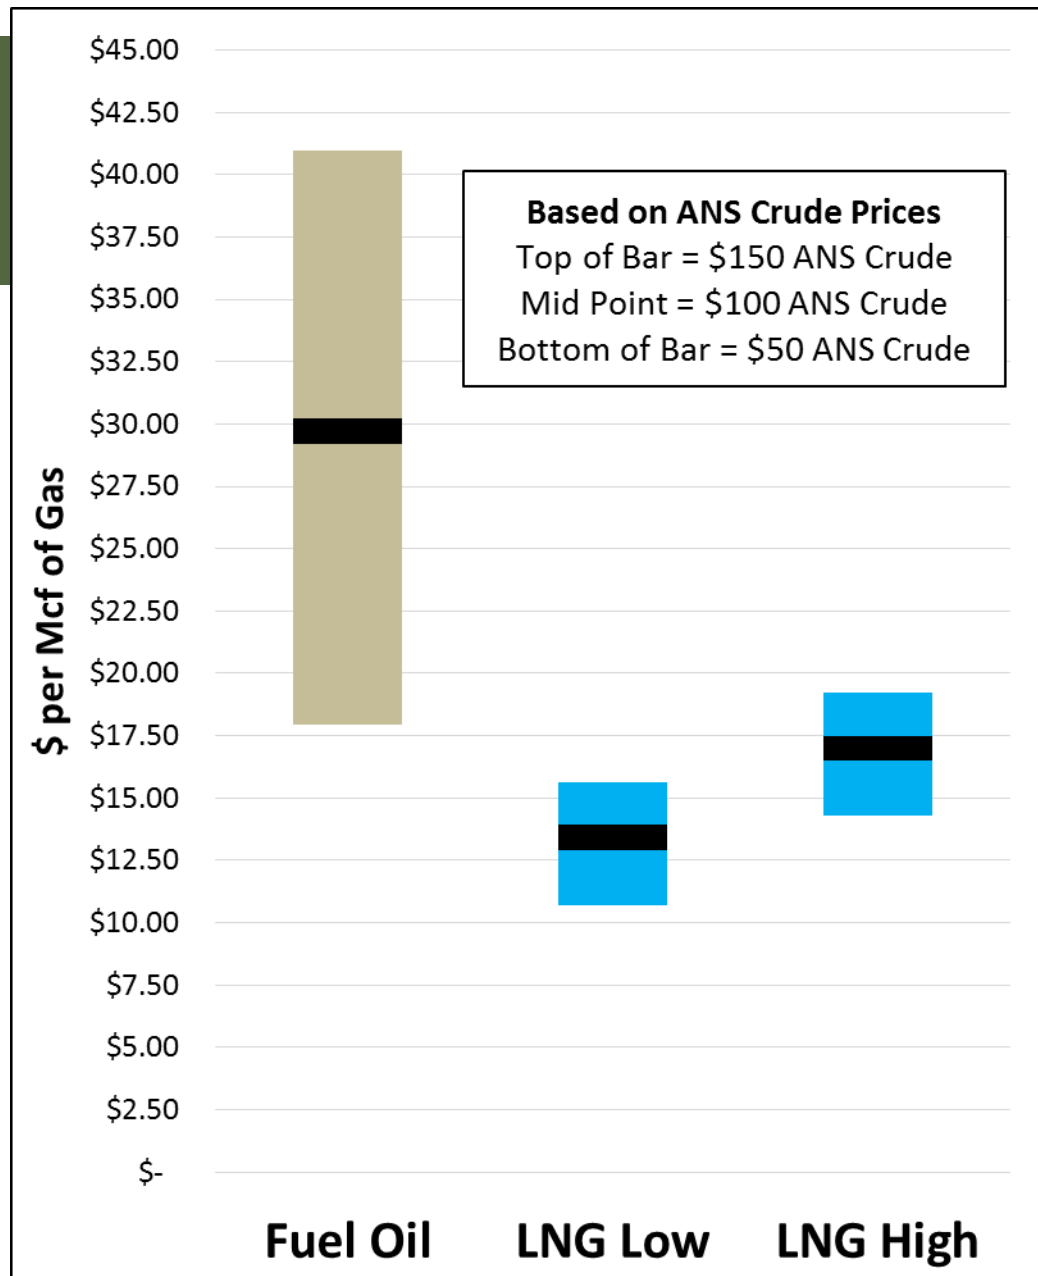 $45.00
$42.50
$40.00
$37.50
$35.00
$32.50
$30.00
$27.50
$25.00
$22.50
$20.00
$17.50
$15.00
$12.50
$10.00
$7.50
$5.00
$2.50
$-
$ per Mcf of Gas
Based on ANS Crude Prices
Top of Bar = $150 ANS Crude
Mid Point = $100 ANS Crude
Bottom of Bar = $50 ANS Crude
Fuel Oil
LNG Low
LNG High